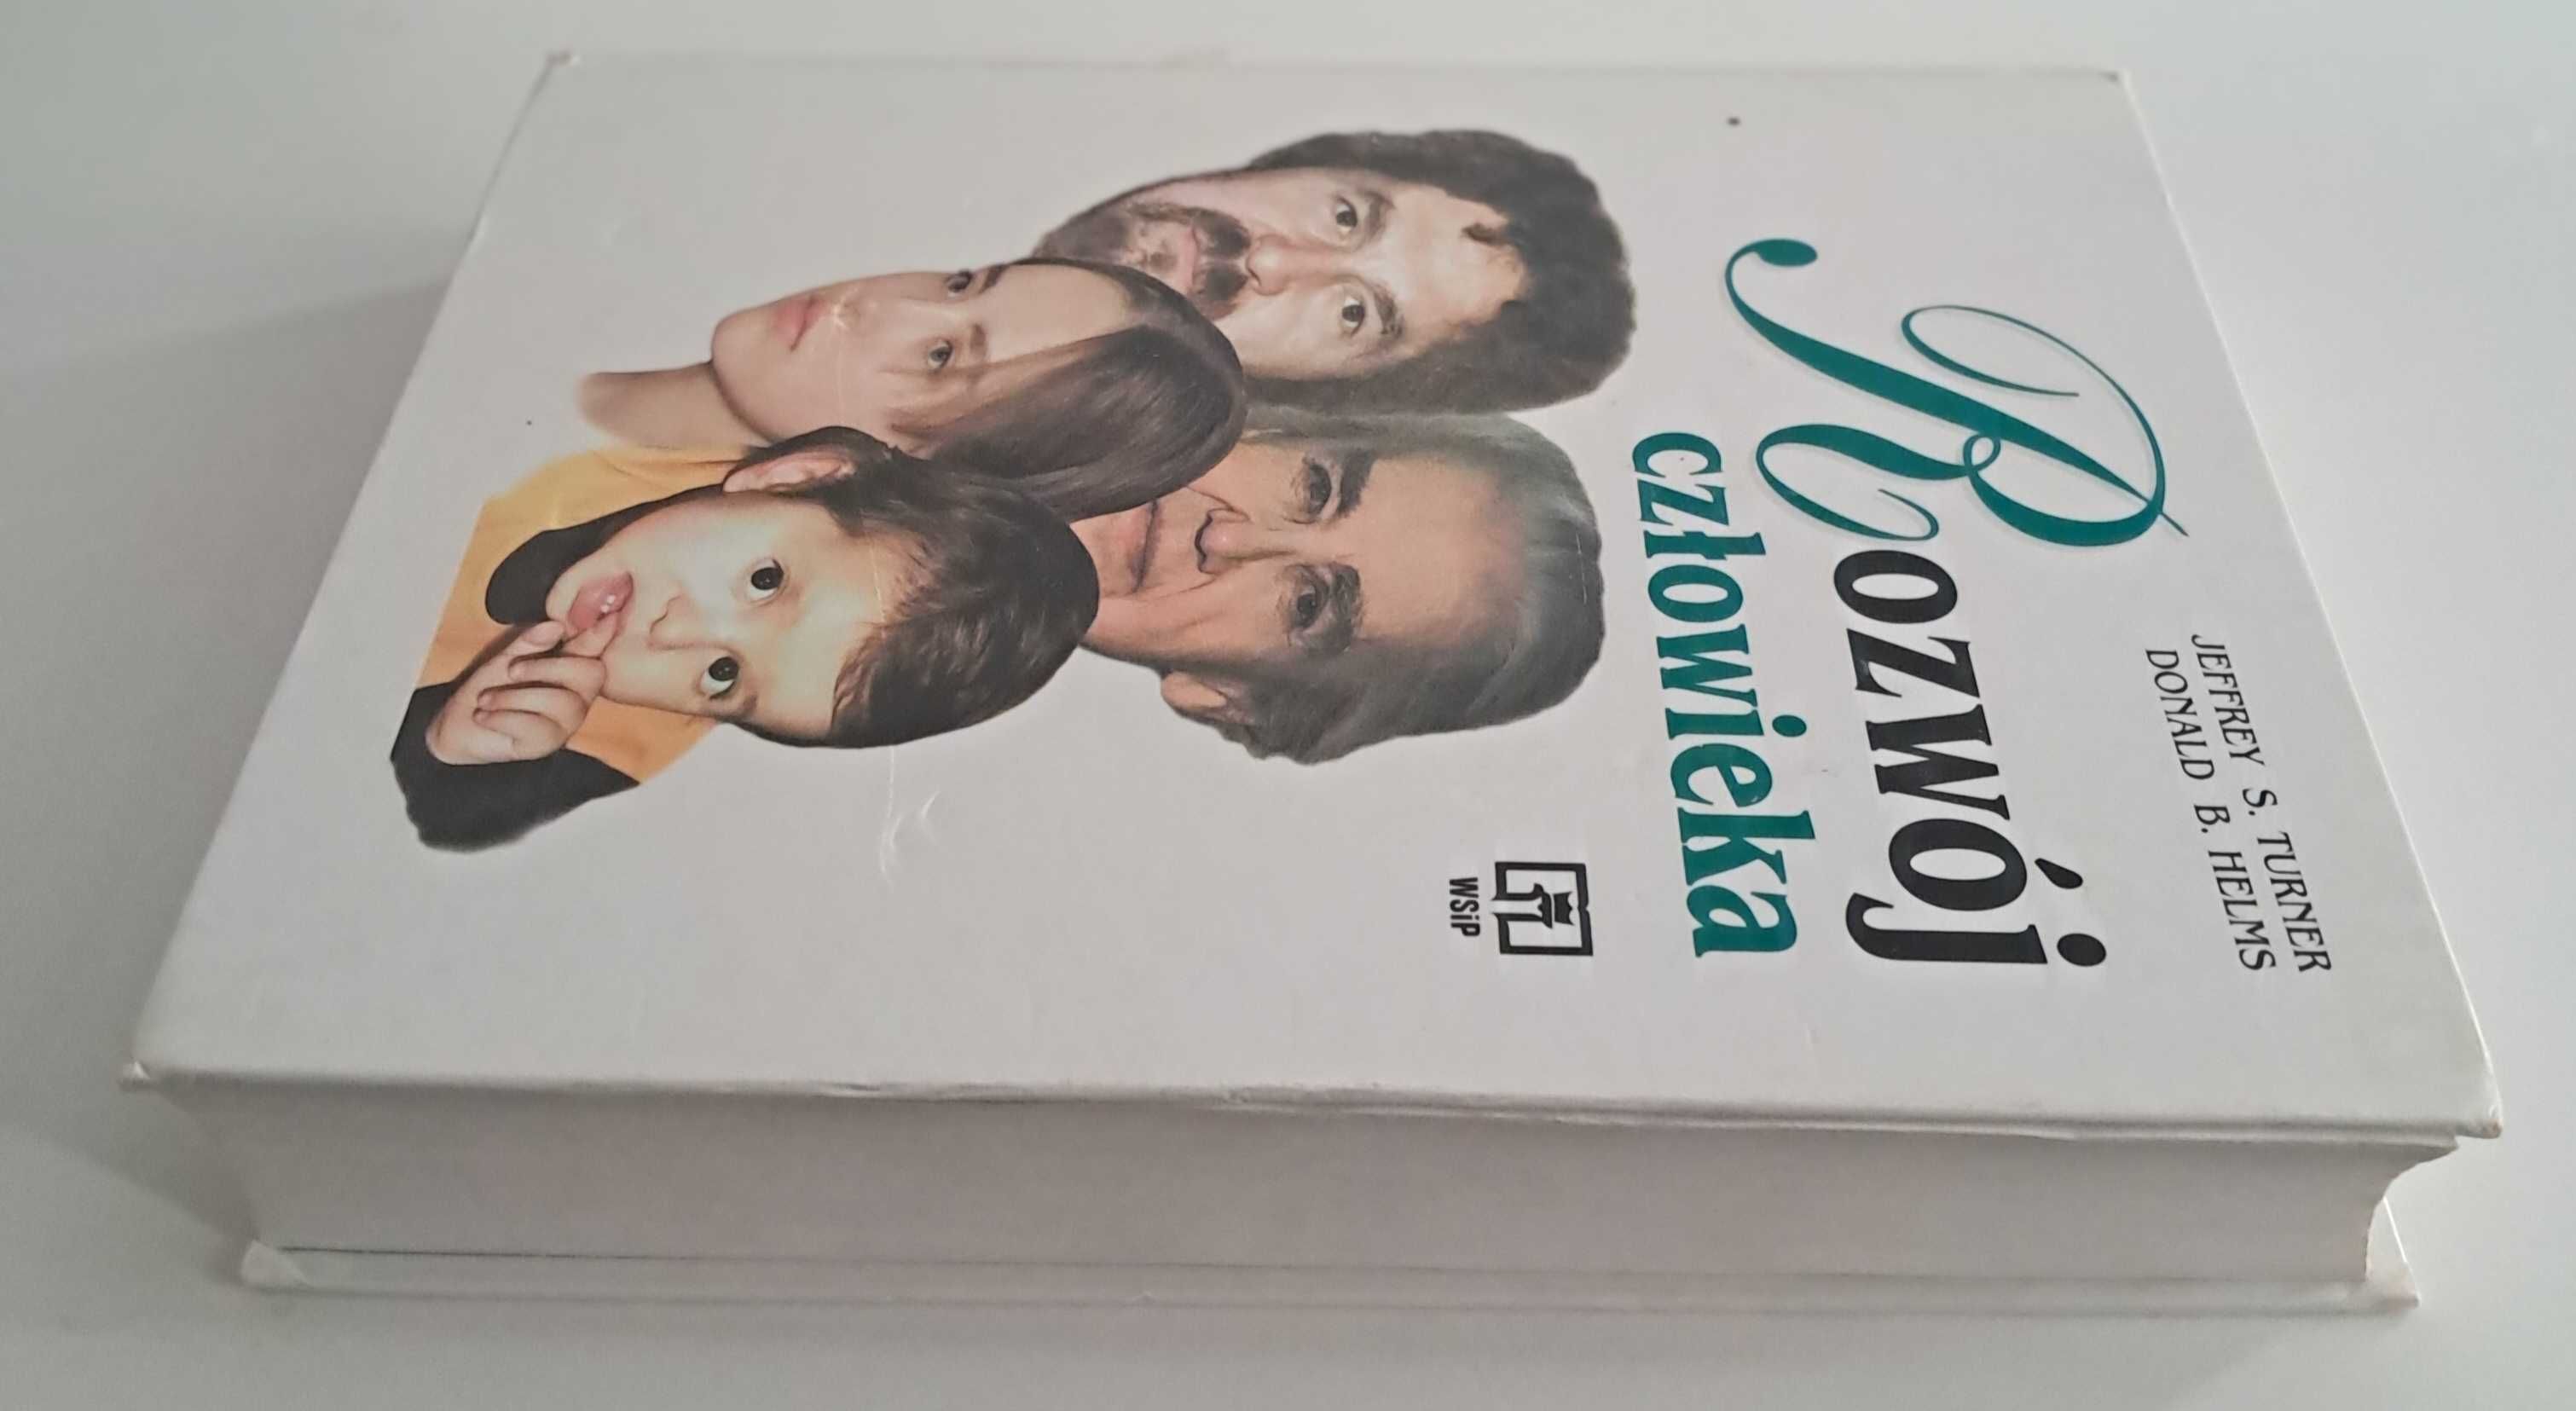 JEFFREY S. TURNER
DONALD B. HELMS
Rozwój
człowieka
WSiP